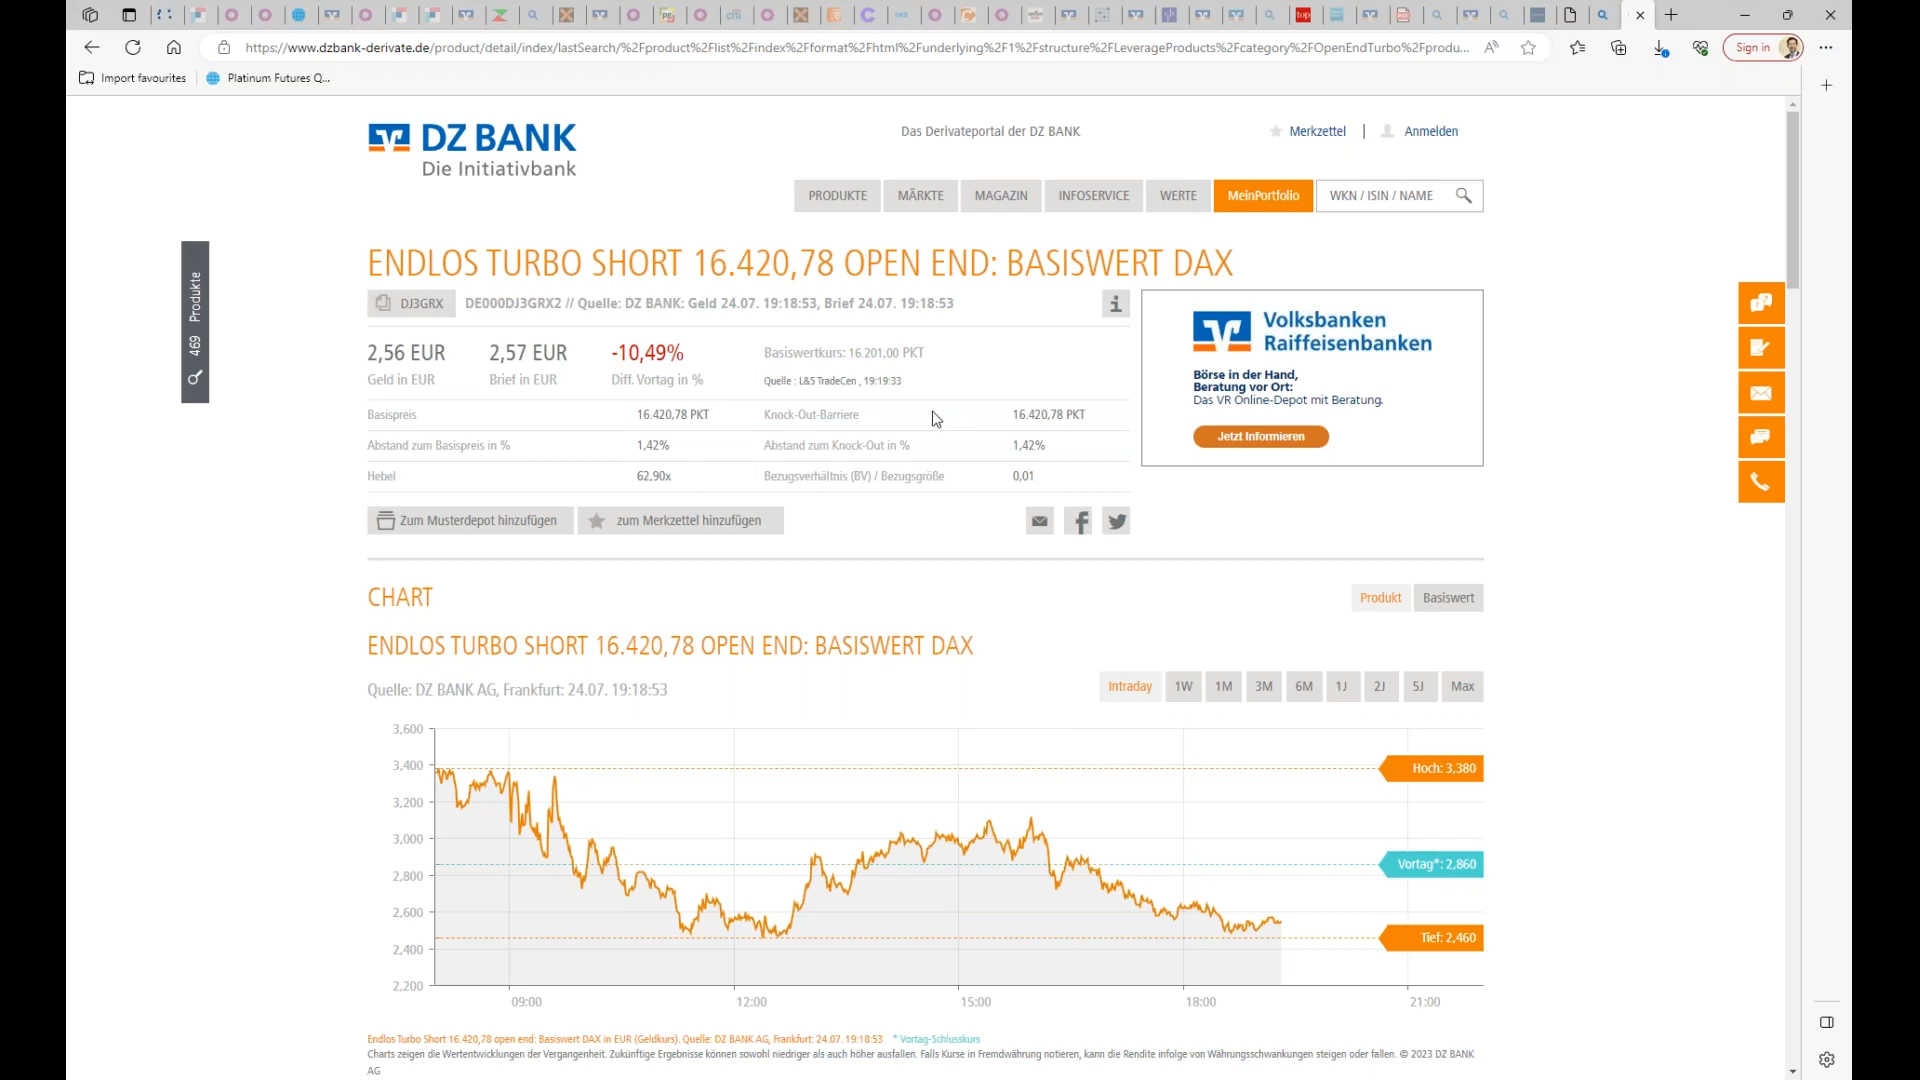 https://www.dzbank-derivate.de/product/detail/index/lastSearch/%2Fproduct%2Flist%2Findex%2Fformat%2Fhtml%2Funderlying%2F1%2Fstructure%2FLeverageProducts%2Fcategory%2FOpenEndTurbo%2Fprodu...
Sign in
Import favourites
Platinum Futures Q...
DZ BANK
Die Initiativbank
Das Derivateportal der DZ BANK
Merkzettel | Anmelden
PRODUKTE
MÄRKTE
MAGAZIN
INFOSERVICE
WERTE
MeinPortfolio
WKN / ISIN / NAME
469 Produkte
ENDLOS TURBO SHORT 16.420,78 OPEN END: BASISWERT DAX
DJ3GRX
DE000DJ3GRX2 // Quelle: DZ BANK: Geld 24.07. 19:18:53, Brief 24.07. 19:18:53
2,56 EUR
2,57 EUR
-10,49%
Basiswertkurs: 16.201,00 PKT
Geld in EUR
Brief in EUR
Diff. Vortag in %
Quelle : L&S TradeCen , 19:19:33
Basispreis
16.420,78 PKT
Knock-Out-Barriere
16.420,78 PKT
Abstand zum Basispreis in %
1,42%
Abstand zum Knock-Out in %
1,42%
Hebel
62,90x
Bezugsverhältnis (BV) / Bezugsgröße
0,01
Volksbanken
Raiffeisenbanken
Börse in der Hand,
Beratung vor Ort:
Das VR Online-Depot mit Beratung.
Jetzt Informieren
Zum Musterdepot hinzufügen
zum Merkzettel hinzufügen
CHART
Produkt
Basiswert
ENDLOS TURBO SHORT 16.420,78 OPEN END: BASISWERT DAX
Quelle: DZ BANK AG, Frankfurt: 24.07. 19:18:53
Intraday
1W
1M
3M
6M
1J
2J
5J
Max
3,600
3,400
3,200
3,000
2,800
2,600
2,400
2,200
Hoch: 3,380
Vortag*: 2,860
Tief: 2,460
09:00
12:00
15:00
18:00
21:00
Endlos Turbo Short 16.420,78 open end: Basiswert DAX in EUR (Geldkurs). Quelle: DZ BANK AG, Frankfurt: 24.07. 19:18:53 * Vortag-Schlusskurs
Charts zeigen die Wertentwicklungen der Vergangenheit. Zukünftige Ergebnisse können sowohl niedriger als auch höher ausfallen. Falls Kurse in Fremdwährung notieren, kann die Rendite infolge von Währungsschwankungen steigen oder fallen. © 2023 DZ BANK
AG